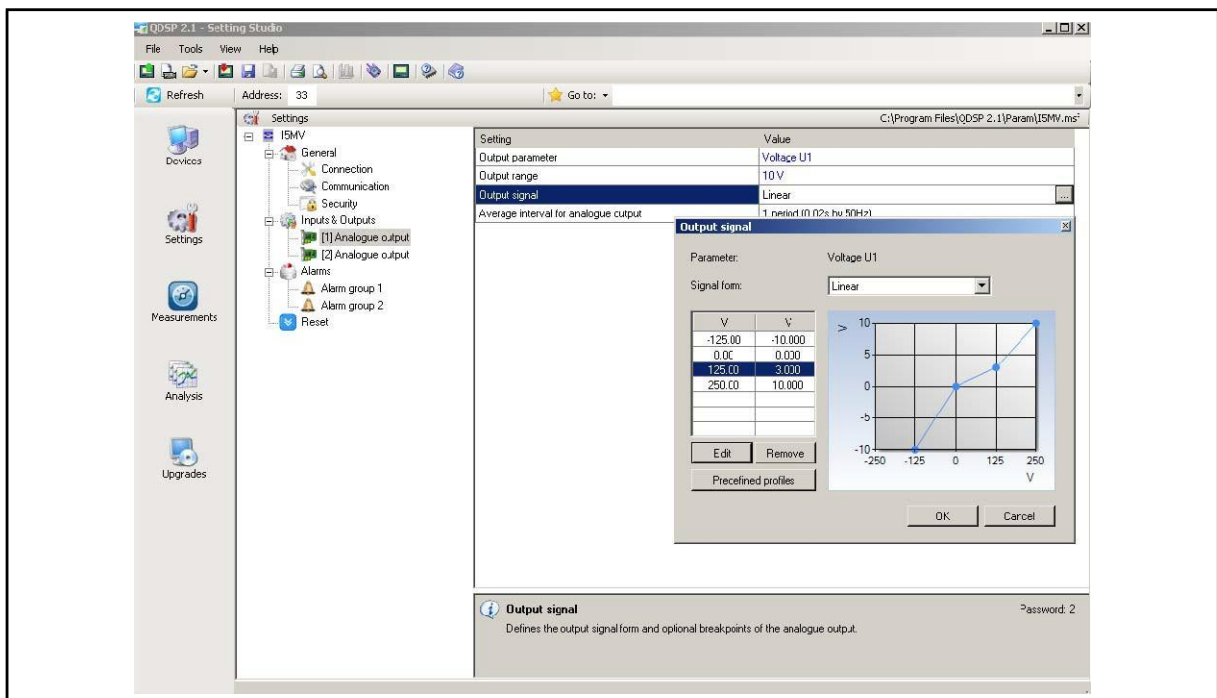 QDSP 2.1 - Setting Studio
File Tools View Help
Refresh Address: 33 Go to:
Settings C:\Program Files\QDSP 2.1\Param\I5MV.ms
Devices
Settings
Measurements
Analysis
Upgrades
I5MV
General
Connection
Communication
Security
Inputs & Outputs
[1] Analogue output
[2] Analogue output
Alarms
Alarm group 1
Alarm group 2
Reset
Setting Value
Output parameter Voltage U1
Output range 10 V
Output signal Linear ...
Average interval for analogue output 1 period (0.02s by 50Hz)
Output signal
Parameter: Voltage U1
Signal form: Linear
V V
-125.00 -10.000
0.00 0.000
125.00 3.000
250.00 10.000
Edit Remove
Predefined profiles
V
10
5
0
-5
-10
-250 -125 0 125 250
V
OK Cancel
Output signal Password: 2
Defines the output signal form and optional breakpoints of the analogue output.